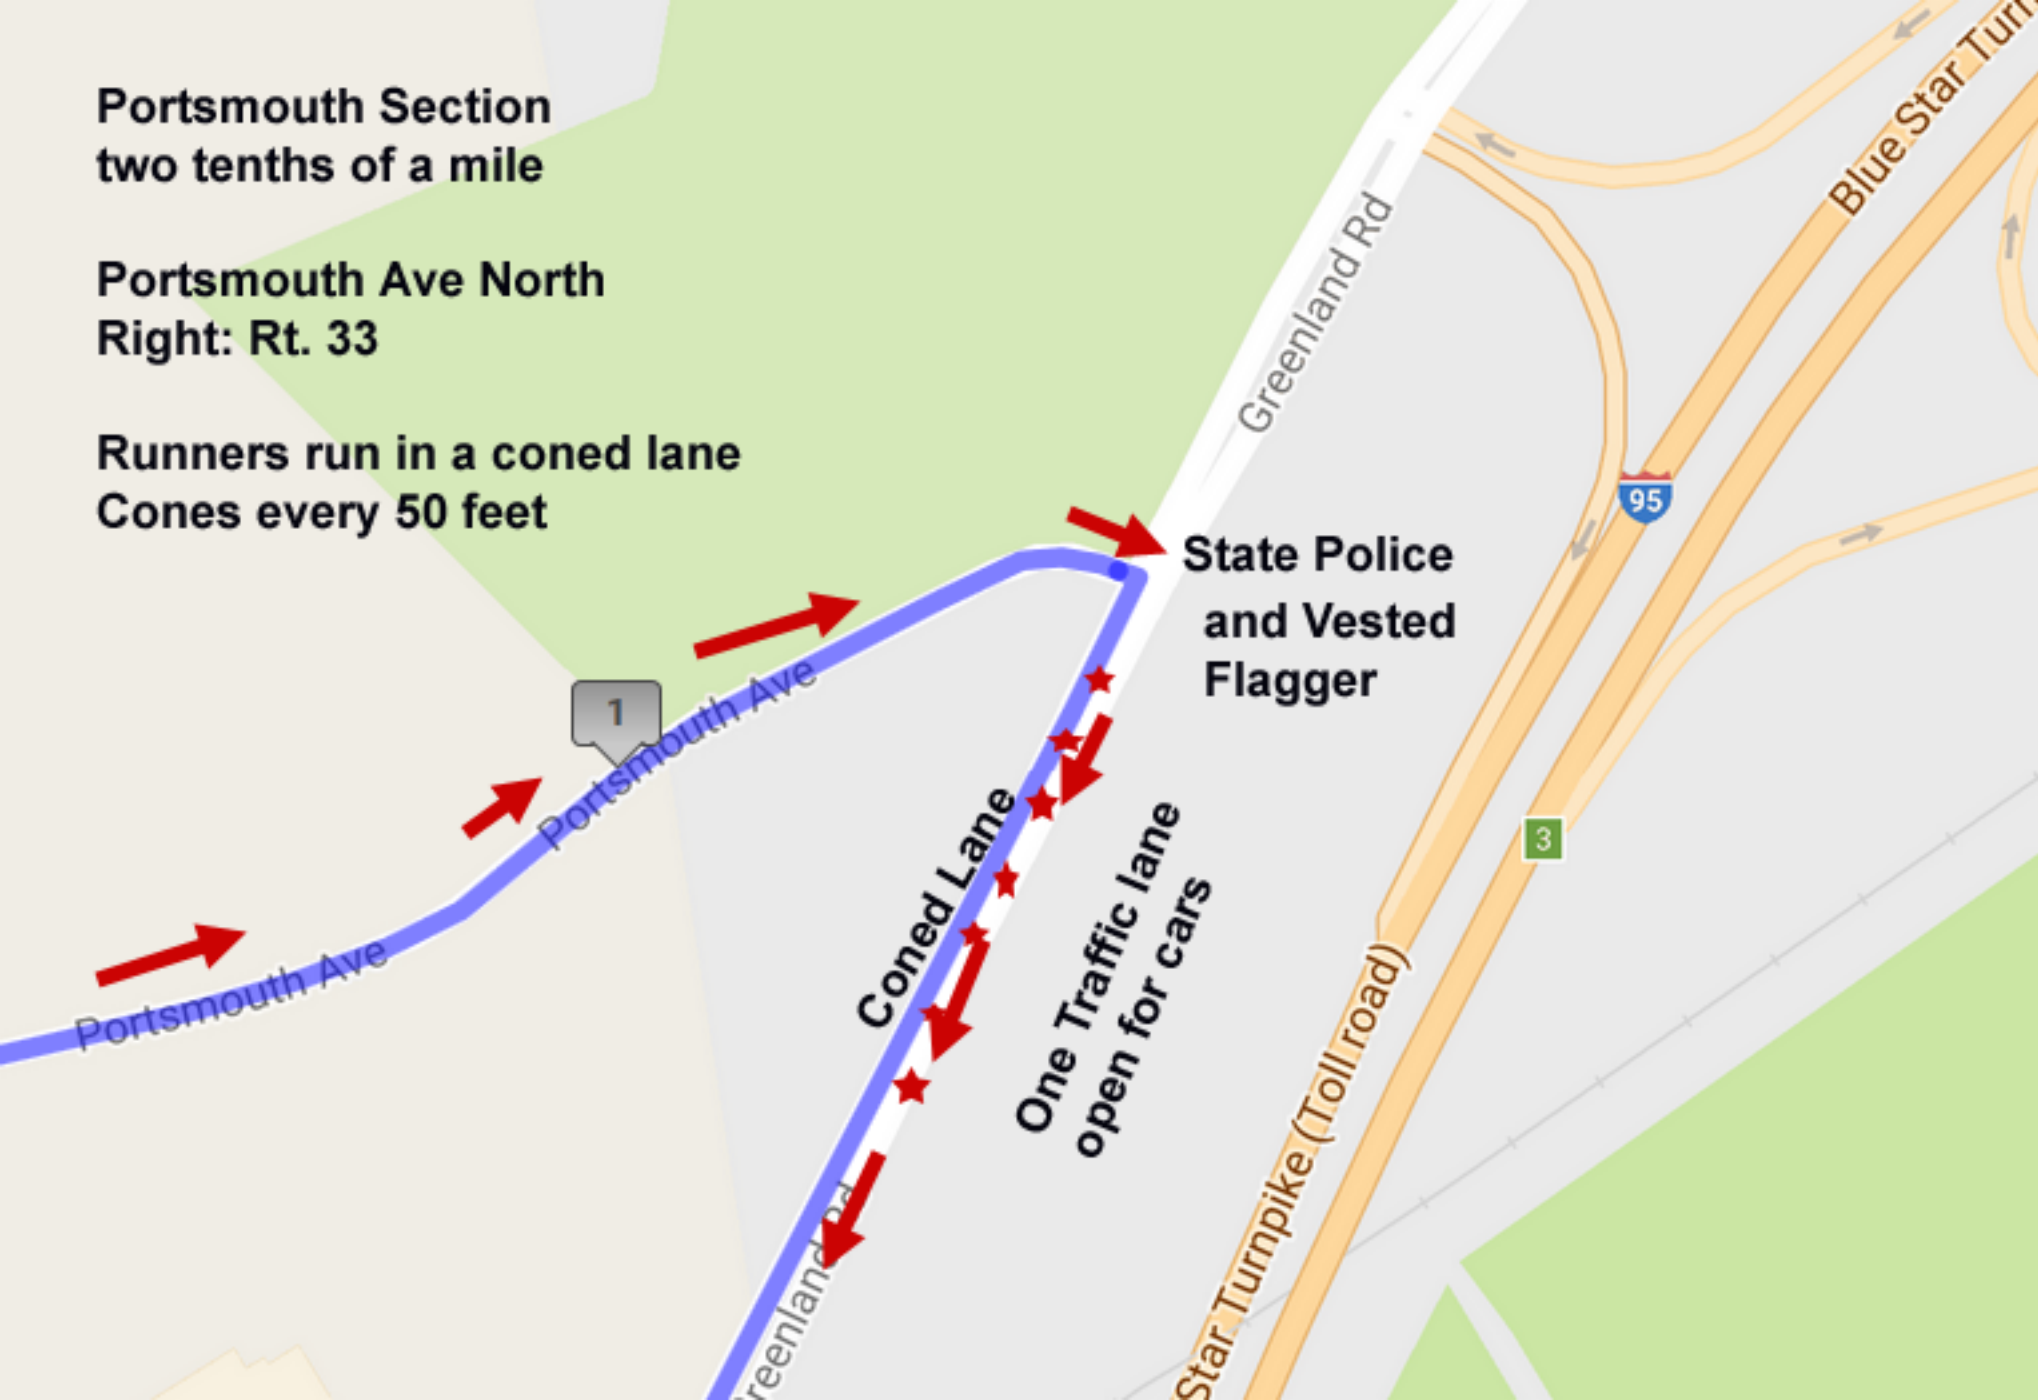 Portsmouth Section
two tenths of a mile
Portsmouth Ave North
Right: Rt. 33
Runners run in a coned lane
Cones every 50 feet
Blue Star Turn
Greenland Rd
95
State Police
and Vested
Flagger
1
Portsmouth Ave
Portsmouth Ave
Coned Lane
One Traffic lane
open for cars
3
Greenland Rd
Star Turnpike (Toll road)